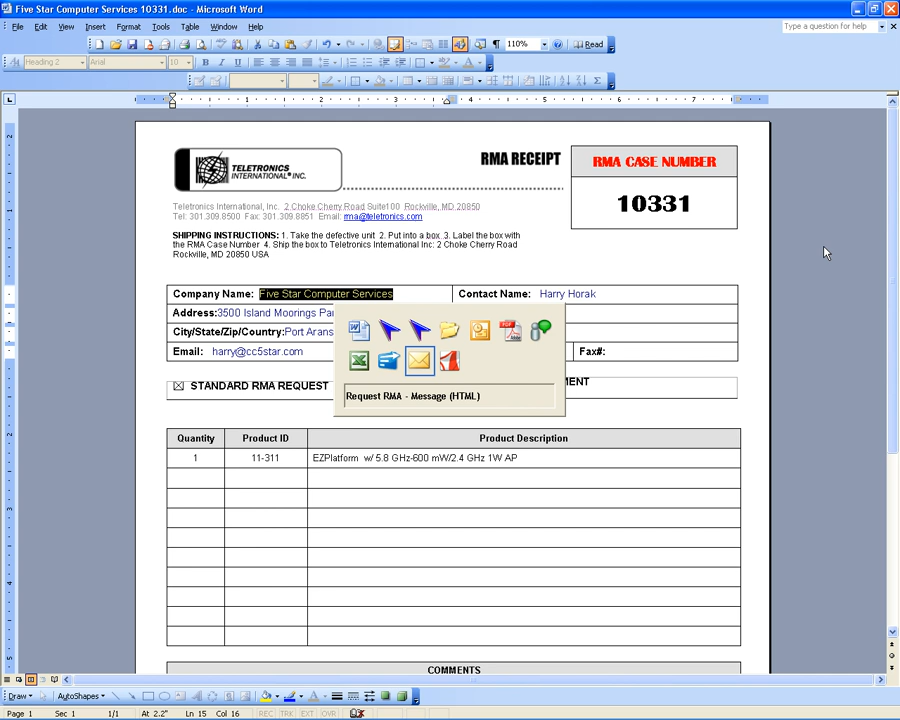 Five Star Computer Services 10331.doc - Microsoft Word
File Edit View Insert Format Tools Table Window Help
Type a question for help
110% Read
Heading 2 Arial 10 B I U
1 2 3 4 5 6 7
RMA RECEIPT
RMA CASE NUMBER
TELETRONICS
INTERNATIONAL®INC.
10331
Teletronics International, Inc. 2 Choke Cherry Road Suite100 Rockville, MD 20850
Tel: 301.309.8500 Fax: 301.309.8851 Email: rma@teletronics.com
SHIPPING INSTRUCTIONS: 1. Take the defective unit 2. Put into a box .3. Label the box with
the RMA Case Number 4. Ship the box to Teletronics International Inc: 2 Choke Cherry Road
Rockville, MD 20850 USA
Company Name: Five Star Computer Services Contact Name: Harry Horak
Address:3500 Island Moorings Pa
City/State/Zip/Country:Port Arans
Email: harry@cc5star.com Fax#:
STANDARD RMA REQUEST MENT
Request RMA - Message (HTML)
Quantity Product ID Product Description
1 11-311 EZPlatform w/ 5.8 GHz-600 mW/2.4 GHz 1W AP
COMMENTS
Draw AutoShapes
Page 1 Sec 1 1/1 At 2.2" Ln 15 Col 16 REC TRK EXT OVR